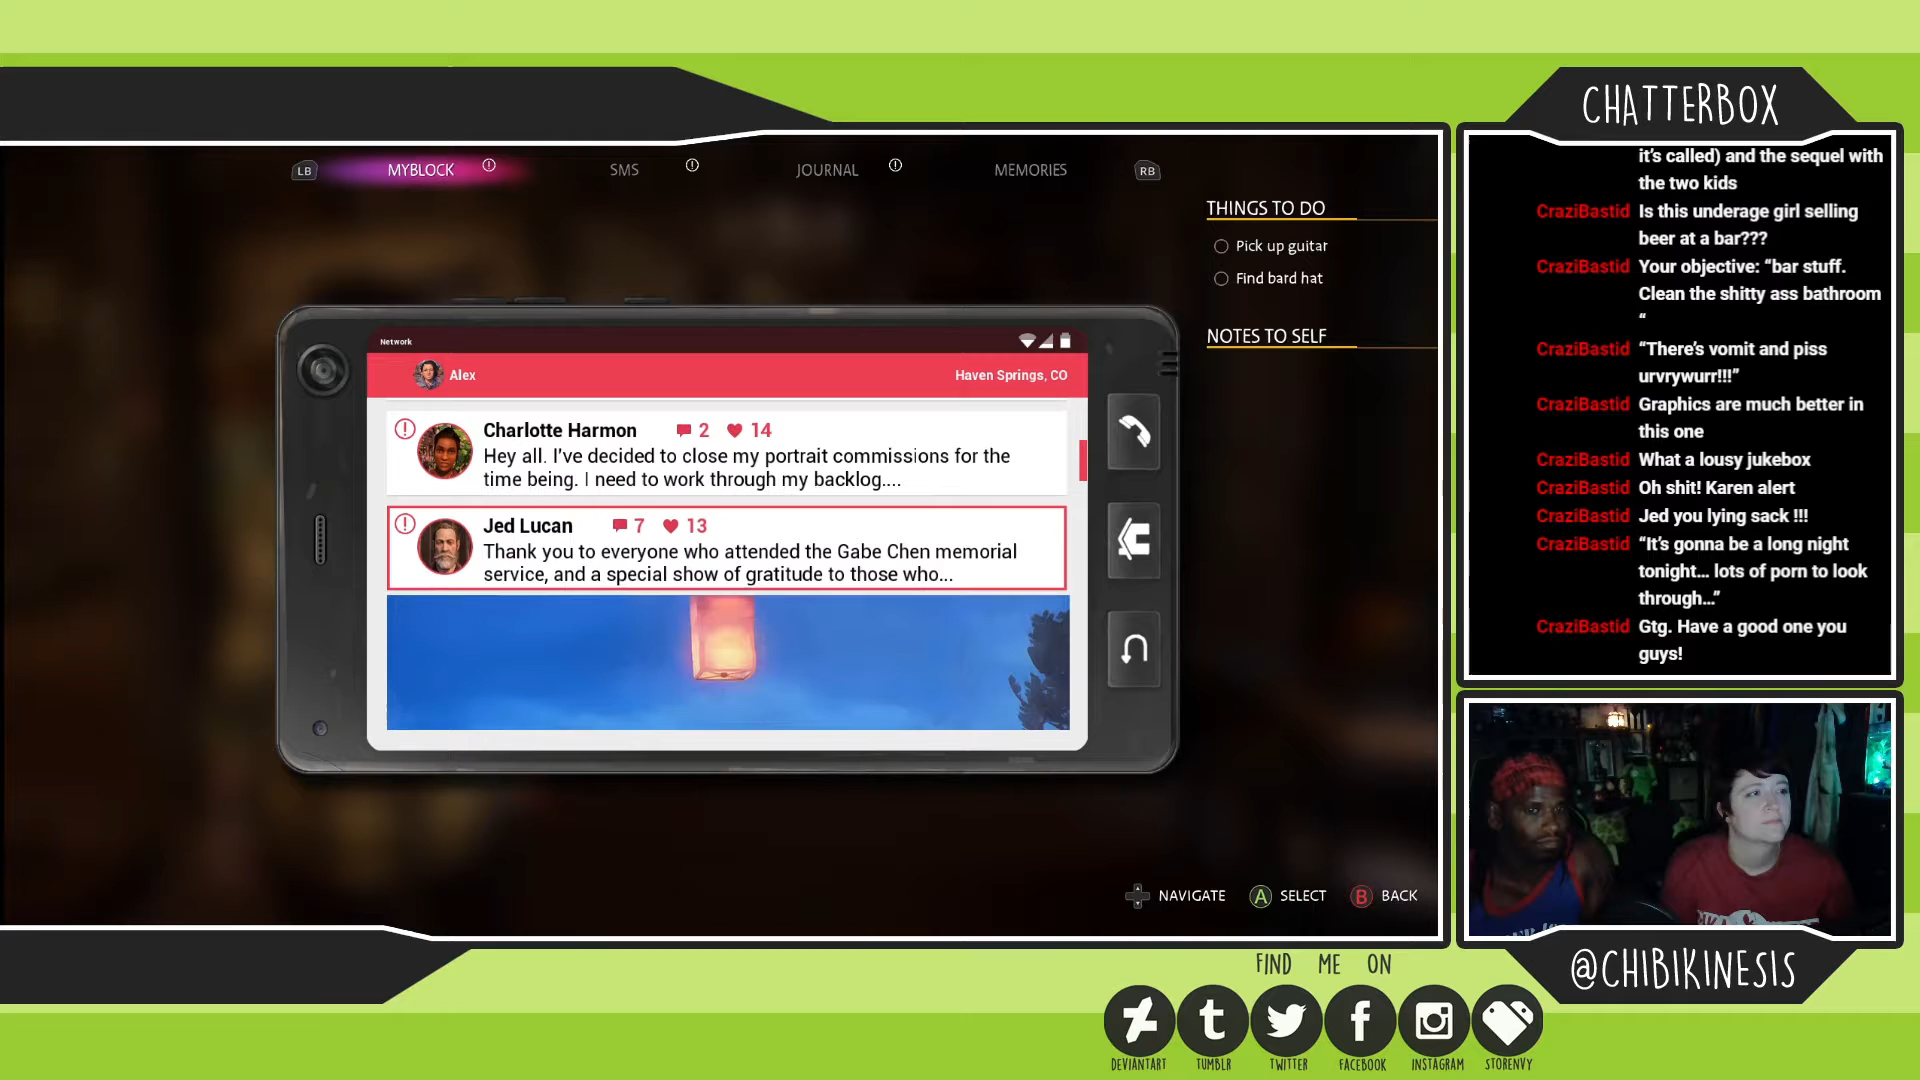 CHATTERBOX
LB
MYBLOCK
SMS
JOURNAL
MEMORIES
RB
THINGS TO DO
Pick up guitar
Find bard hat
NOTES TO SELF
Network
Alex
Haven Springs, CO
Charlotte Harmon 2 14
Hey all. I've decided to close my portrait commissions for the
time being. I need to work through my backlog....
Jed Lucan 7 13
Thank you to everyone who attended the Gabe Chen memorial
service, and a special show of gratitude to those who...
NAVIGATE
A SELECT
B BACK
it's called) and the sequel with
the two kids
CraziBastid Is this underage girl selling
beer at a bar???
CraziBastid Your objective: “bar stuff.
Clean the shitty ass bathroom
“
CraziBastid “There’s vomit and piss
urvrywurr!!!”
CraziBastid Graphics are much better in
this one
CraziBastid What a lousy jukebox
CraziBastid Oh shit! Karen alert
CraziBastid Jed you lying sack !!!
CraziBastid “It’s gonna be a long night
tonight... lots of porn to look
through...”
CraziBastid Gtg. Have a good one you
guys!
@CHIBIKINESIS
FIND ME ON
DEVIANTART
TUMBLR
TWITTER
FACEBOOK
INSTAGRAM
STORENVY